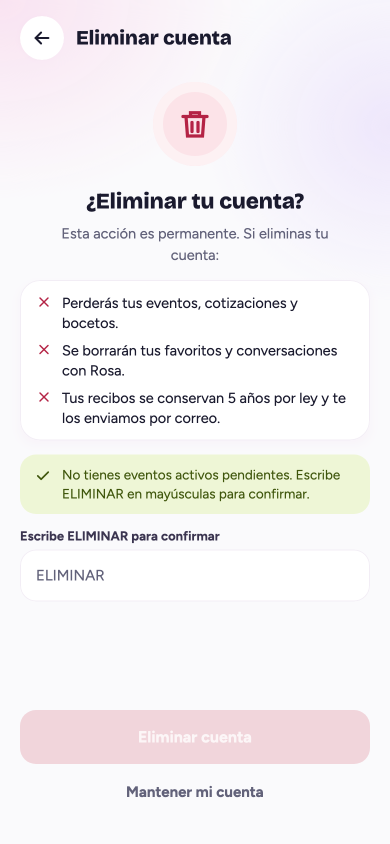 Eliminar cuenta
¿Eliminar tu cuenta?
Esta acción es permanente. Si eliminas tu
cuenta:
Perderás tus eventos, cotizaciones y
bocetos.
Se borrarán tus favoritos y conversaciones
con Rosa.
Tus recibos se conservan 5 años por ley y te
los enviamos por correo.
No tienes eventos activos pendientes. Escribe
ELIMINAR en mayúsculas para confirmar.
Escribe ELIMINAR para confirmar
ELIMINAR
Eliminar cuenta
Mantener mi cuenta